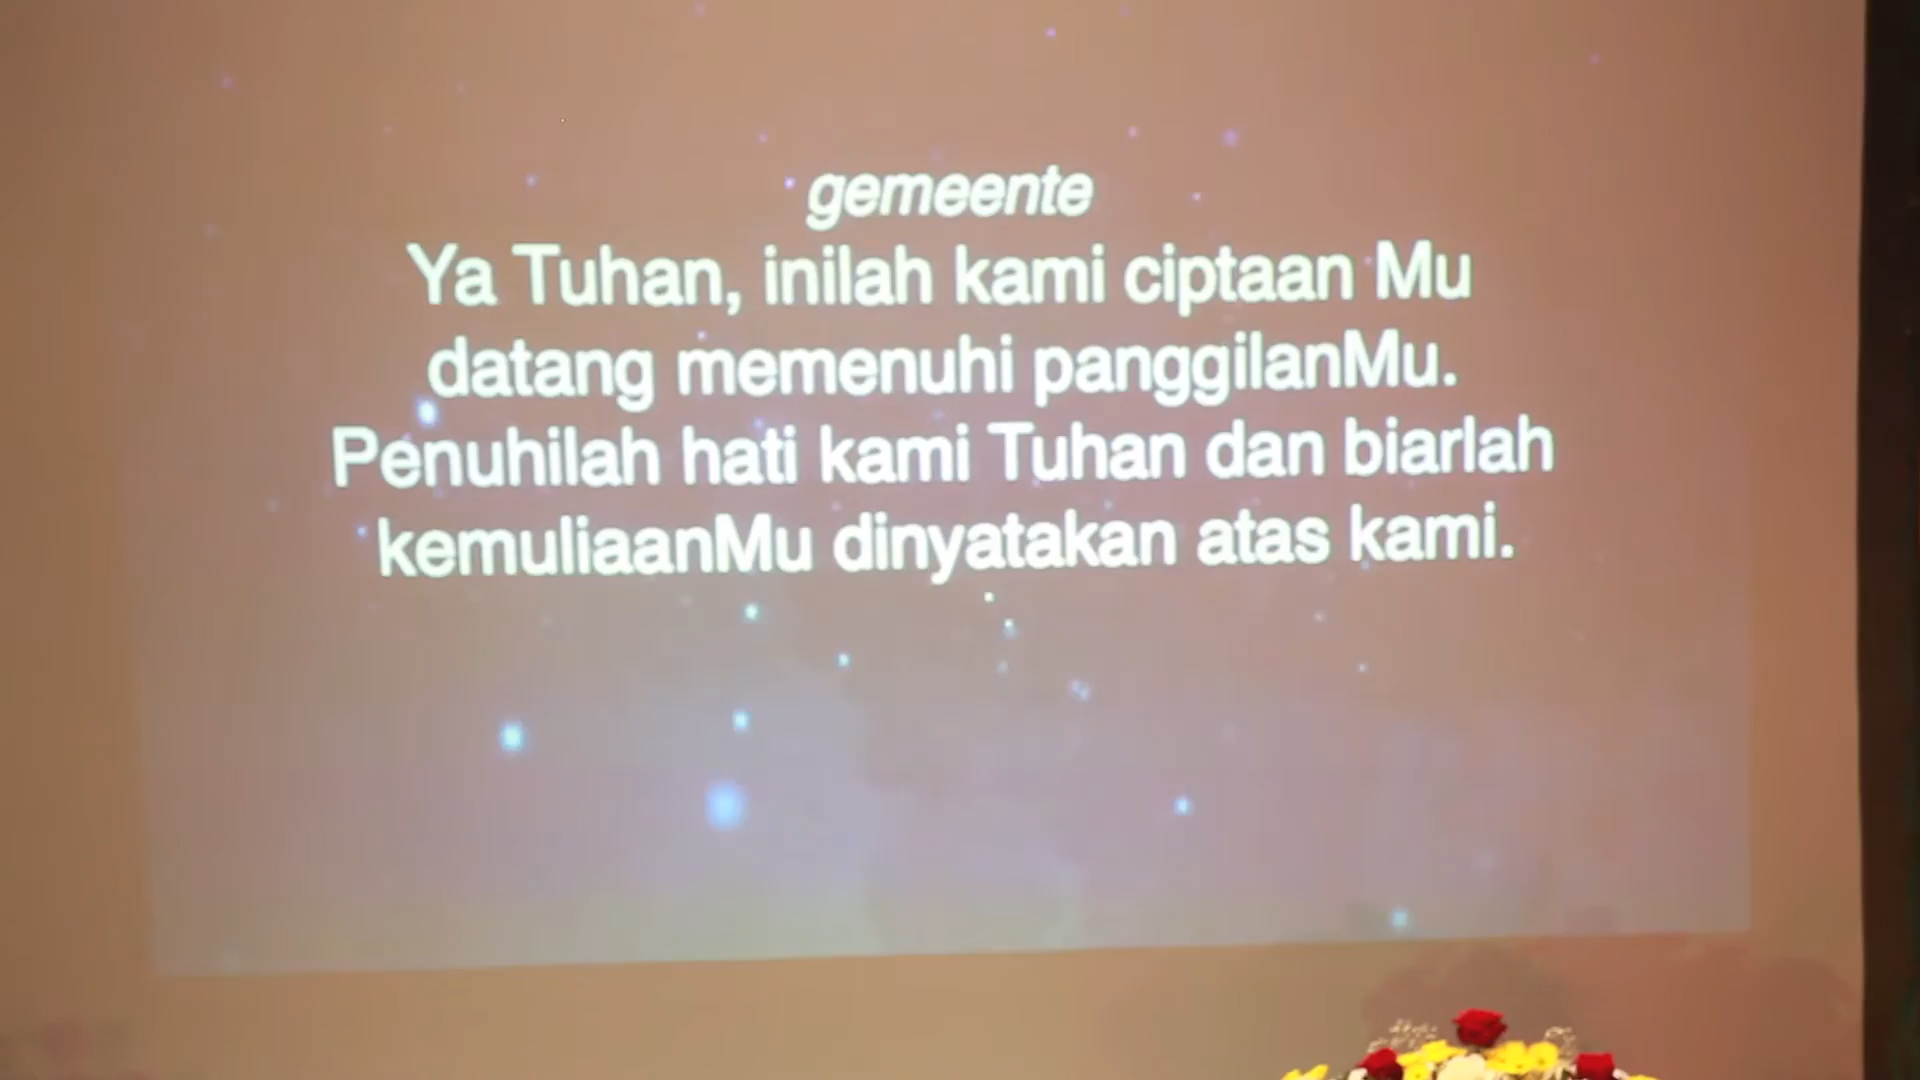 gemeente
Ya Tuhan, inilah kami ciptaan Mu
datang memenuhi panggilanMu.
Penuhilah hati kami Tuhan dan biarlah
kemuliaanMu dinyatakan atas kami.